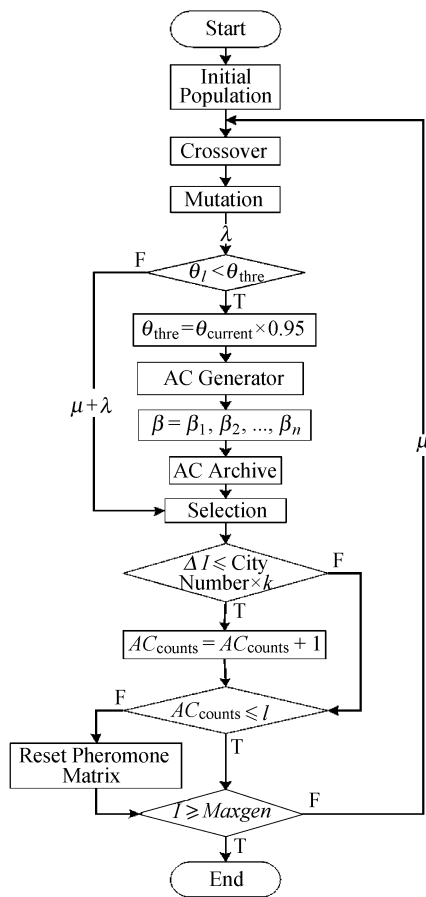 Start
Initial
Population
Crossover
Mutation
λ
F
θl < θthre
T
θthre = θcurrent × 0.95
AC Generator
μ + λ
β = β1, β2, ..., βn
μ
AC Archive
Selection
Δ I ⩽ City
Number × k
F
T
ACcounts = ACcounts + 1
F
ACcounts ⩽ l
T
Reset Pheromone
Matrix
I ⩾ Maxgen
F
T
End